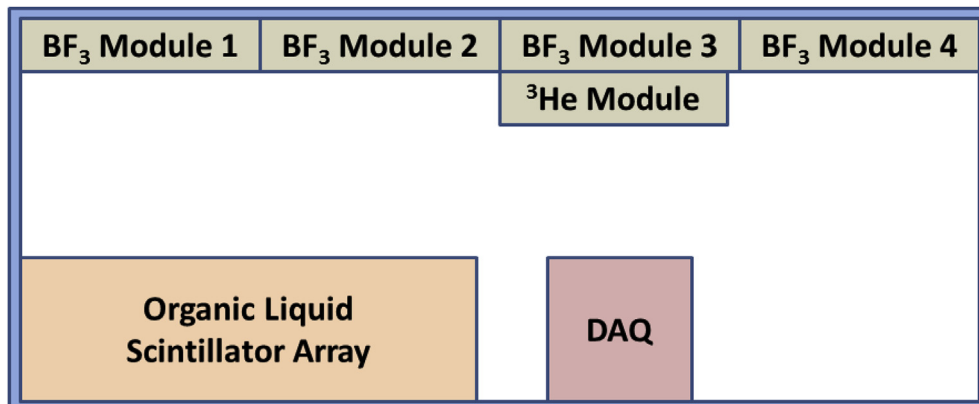 BF₃ Module 1
BF₃ Module 2
BF₃ Module 3
BF₃ Module 4
³He Module
Organic Liquid
Scintillator Array
DAQ